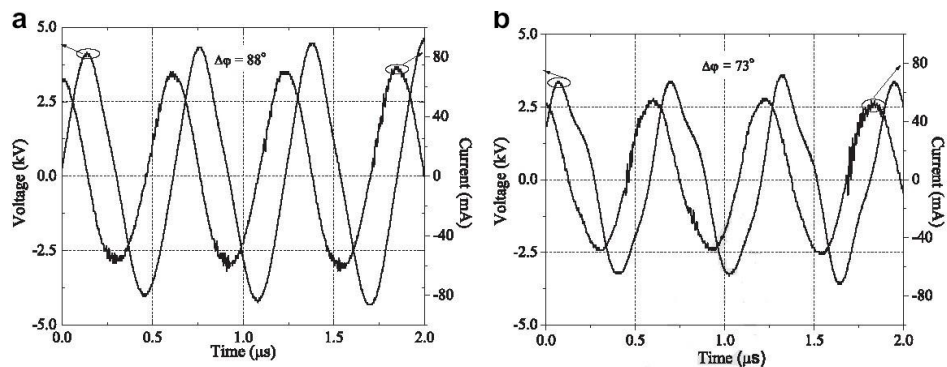 a
Δφ = 88°
Voltage (kV)
5.0
2.5
0.0
-2.5
-5.0
0.0 0.5 1.0 1.5 2.0
Time (μs)
80
40
0
-40
-80
Current (mA)
b
Δφ = 73°
Voltage (kV)
5.0
2.5
0.0
-2.5
-5.0
0.0 0.5 1.0 1.5 2.0
Time (μs)
80
40
0
-40
-80
Current (mA)